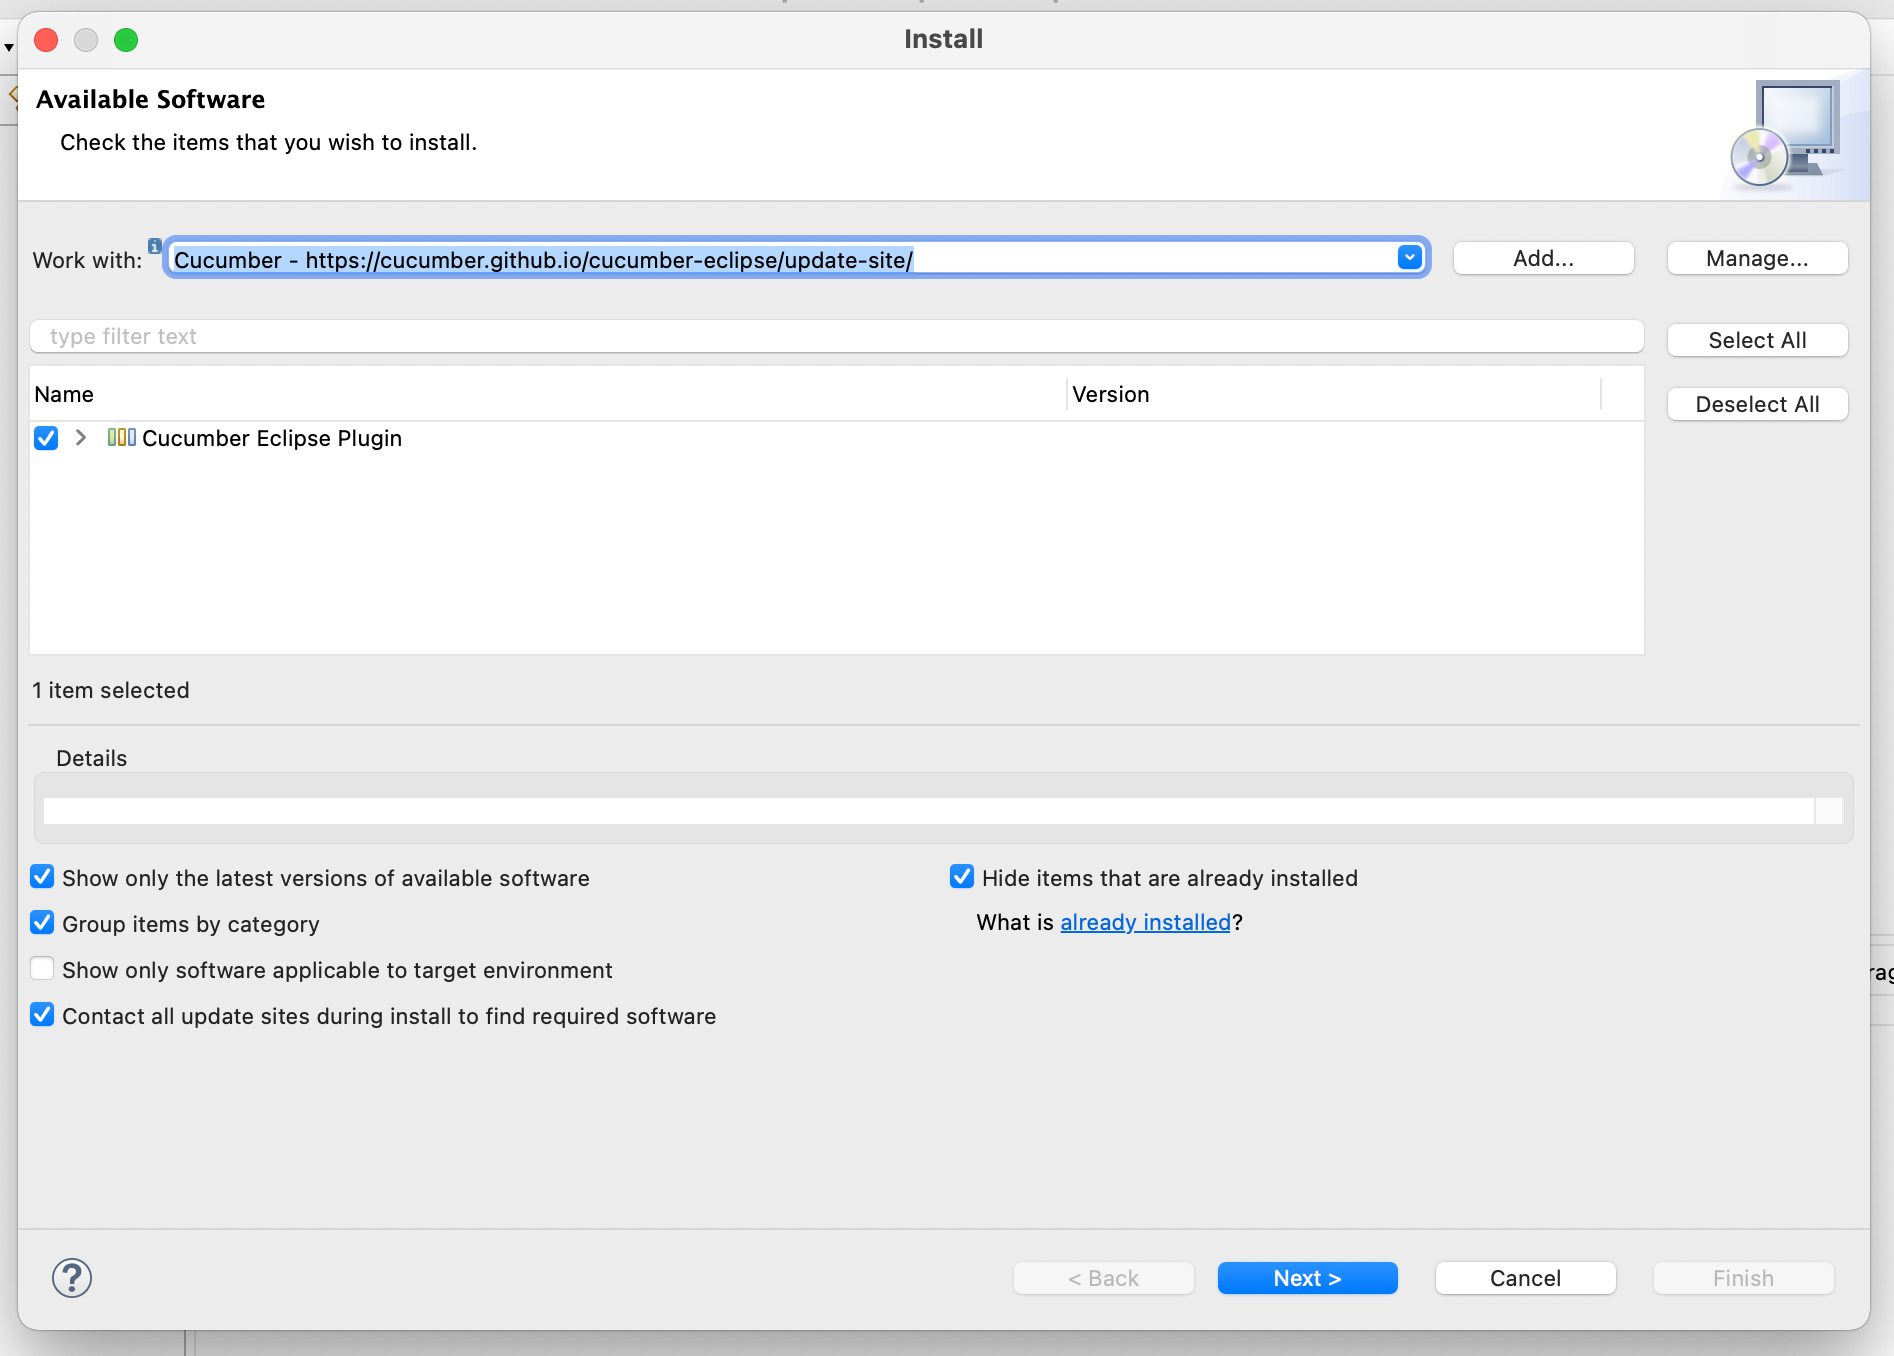 Install
Available Software
Check the items that you wish to install.
Work with: Cucumber - https://cucumber.github.io/cucumber-eclipse/update-site/ Add... Manage...
type filter text Select All
Name Version Deselect All
Cucumber Eclipse Plugin
1 item selected
Details
Show only the latest versions of available software Hide items that are already installed
Group items by category What is already installed?
Show only software applicable to target environment
Contact all update sites during install to find required software
? < Back Next > Cancel Finish